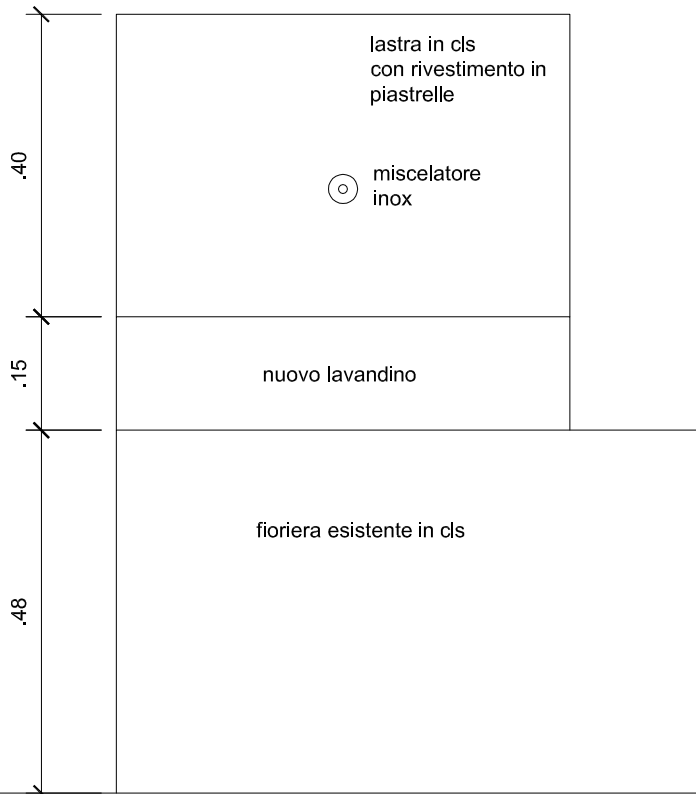 lastra in cls
con rivestimento in
piastrelle
.40
miscelatore
inox
.15
nuovo lavandino
fioriera esistente in cls
.48